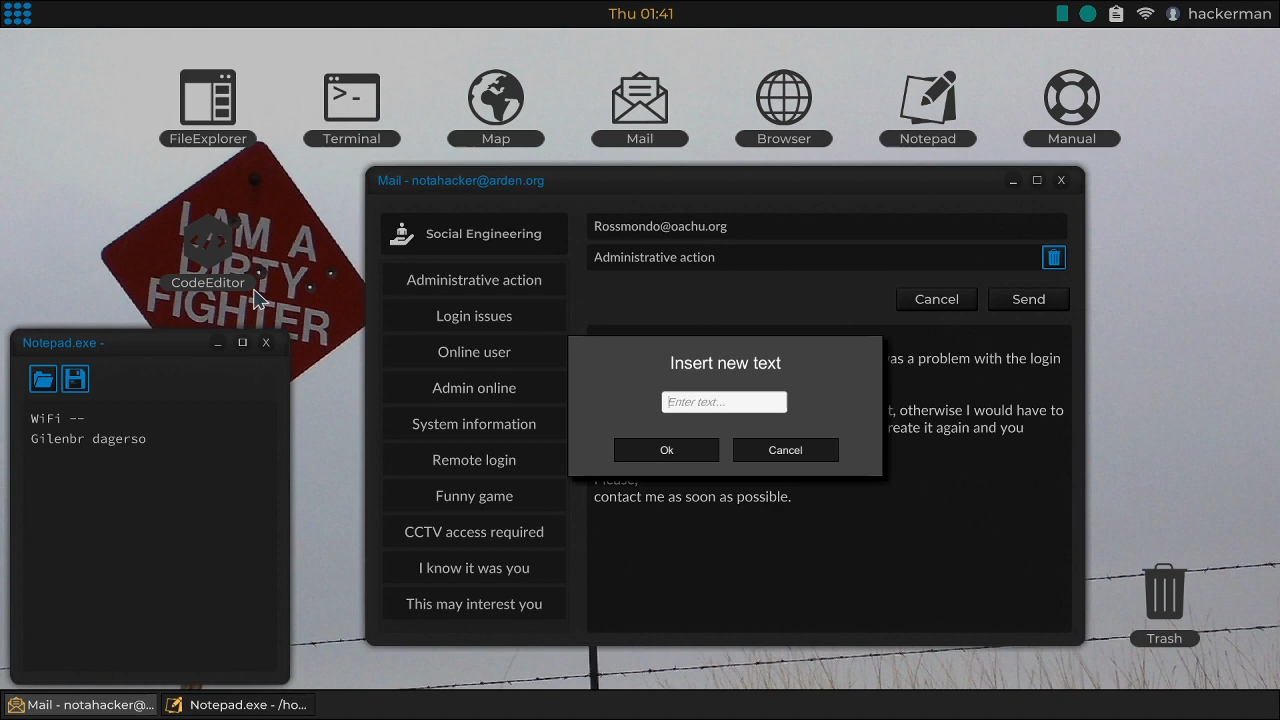 Thu 01:41
hackerman
FileExplorer
Terminal
Map
Mail
Browser
Notepad
Manual
I AM A
DIRTY
FIGHTER
CodeEditor
Mail - notahacker@arden.org
Social Engineering
Administrative action
Login issues
Online user
Admin online
System information
Remote login
Funny game
CCTV access required
I know it was you
This may interest you
Rossmondo@oachu.org
Administrative action
Cancel
Send
as a problem with the login
t, otherwise I would have to
reate it again and you
Please,
contact me as soon as possible.
Insert new text
Enter text...
Ok
Cancel
Notepad.exe -
WiFi --
Gilenbr dagerso
Trash
Mail - notahacker@...
Notepad.exe - /ho...